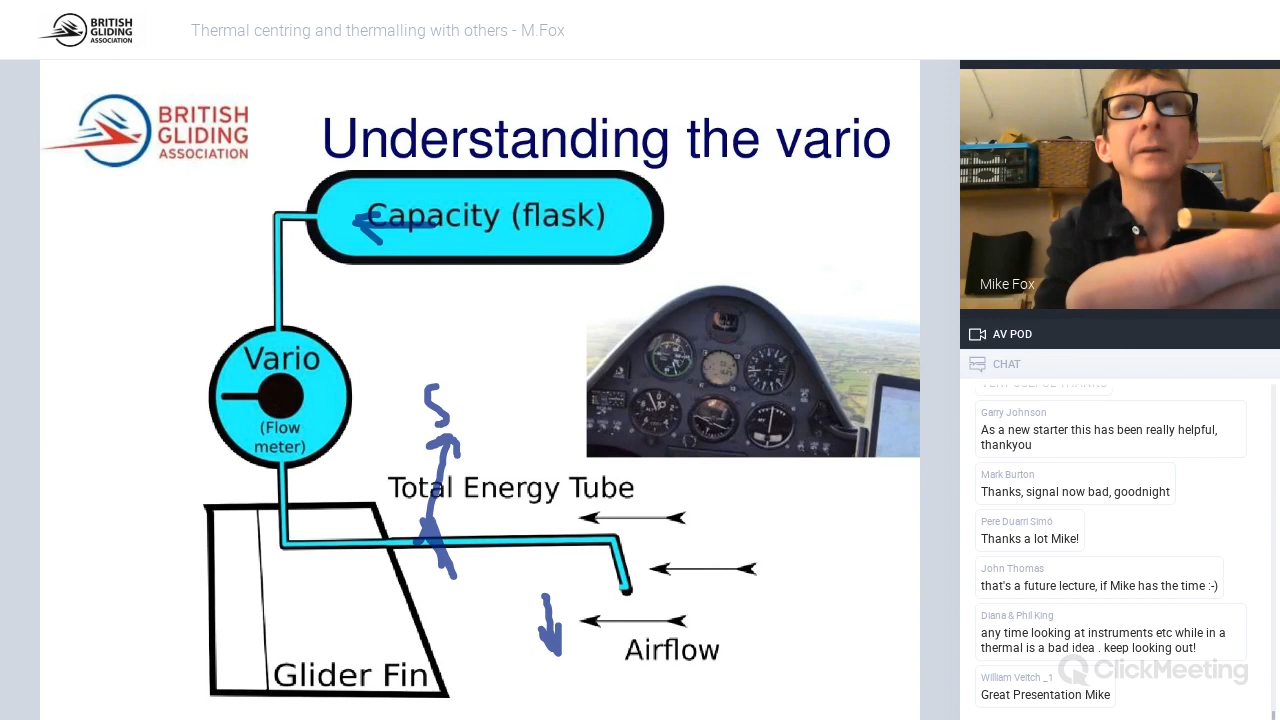 BRITISH
GLIDING
ASSOCIATION
Thermal centring and thermalling with others - M.Fox
BRITISH
GLIDING
ASSOCIATION
Understanding the vario
Capacity (flask)
Vario
(Flow
meter)
S
Total Energy Tube
Airflow
Glider Fin
Mike Fox
AV POD
CHAT
VERY USEFUL THANKS
Garry Johnson
As a new starter this has been really helpful,
thankyou
Mark Burton
Thanks, signal now bad, goodnight
Pere Duarri Simó
Thanks a lot Mike!
John Thomas
that's a future lecture, if Mike has the time :-)
Diana & Phil King
any time looking at instruments etc while in a
thermal is a bad idea . keep looking out!
William Veitch _1
Great Presentation Mike
ClickMeeting